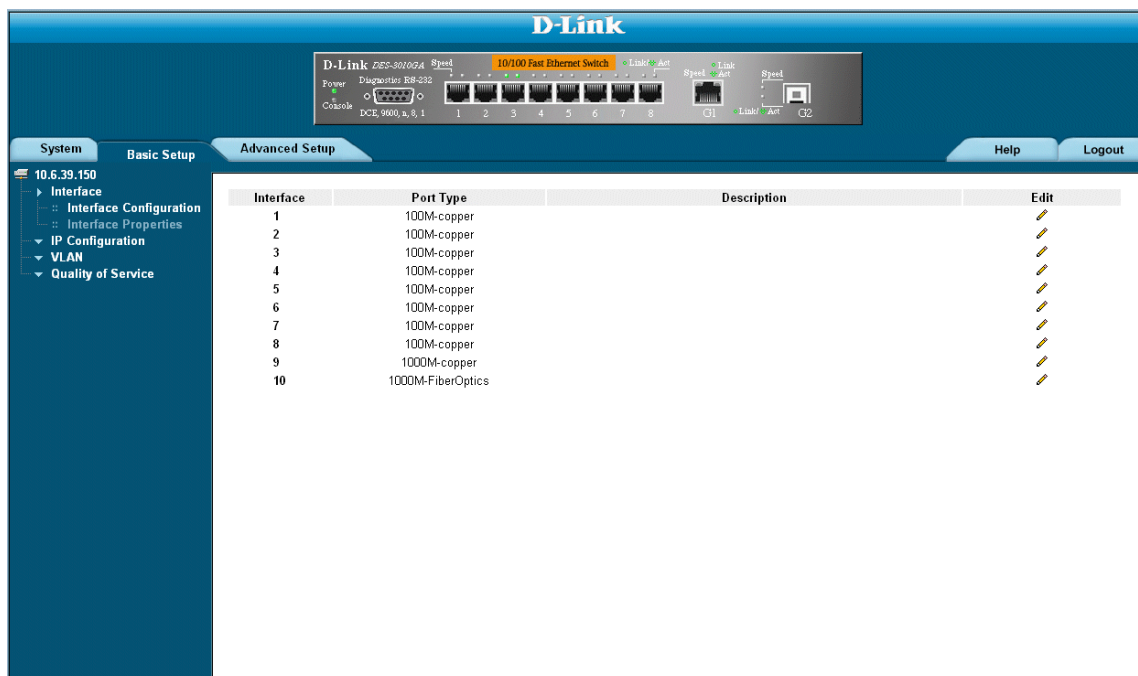 D-Link
D-Link DES-3010GA Speed 10/100 Fast Ethernet Switch Link/ Act
Power Diagnostics RS-232
Console
DCE, 9600, n, 8, 1
1 2 3 4 5 6 7 8
Link
Speed Act
G1
Speed
Link/ Act G2
System Basic Setup Advanced Setup Help Logout
10.6.39.150
Interface
Interface Configuration
Interface Properties
IP Configuration
VLAN
Quality of Service
Interface Port Type Description Edit
1 100M-copper
2 100M-copper
3 100M-copper
4 100M-copper
5 100M-copper
6 100M-copper
7 100M-copper
8 100M-copper
9 1000M-copper
10 1000M-FiberOptics